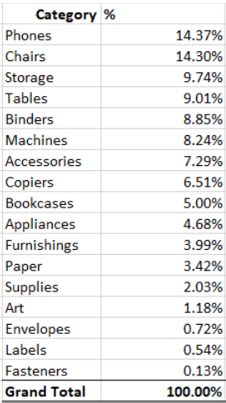 Category %
Phones 14.37%
Chairs 14.30%
Storage 9.74%
Tables 9.01%
Binders 8.85%
Machines 8.24%
Accessories 7.29%
Copiers 6.51%
Bookcases 5.00%
Appliances 4.68%
Furnishings 3.99%
Paper 3.42%
Supplies 2.03%
Art 1.18%
Envelopes 0.72%
Labels 0.54%
Fasteners 0.13%
Grand Total 100.00%